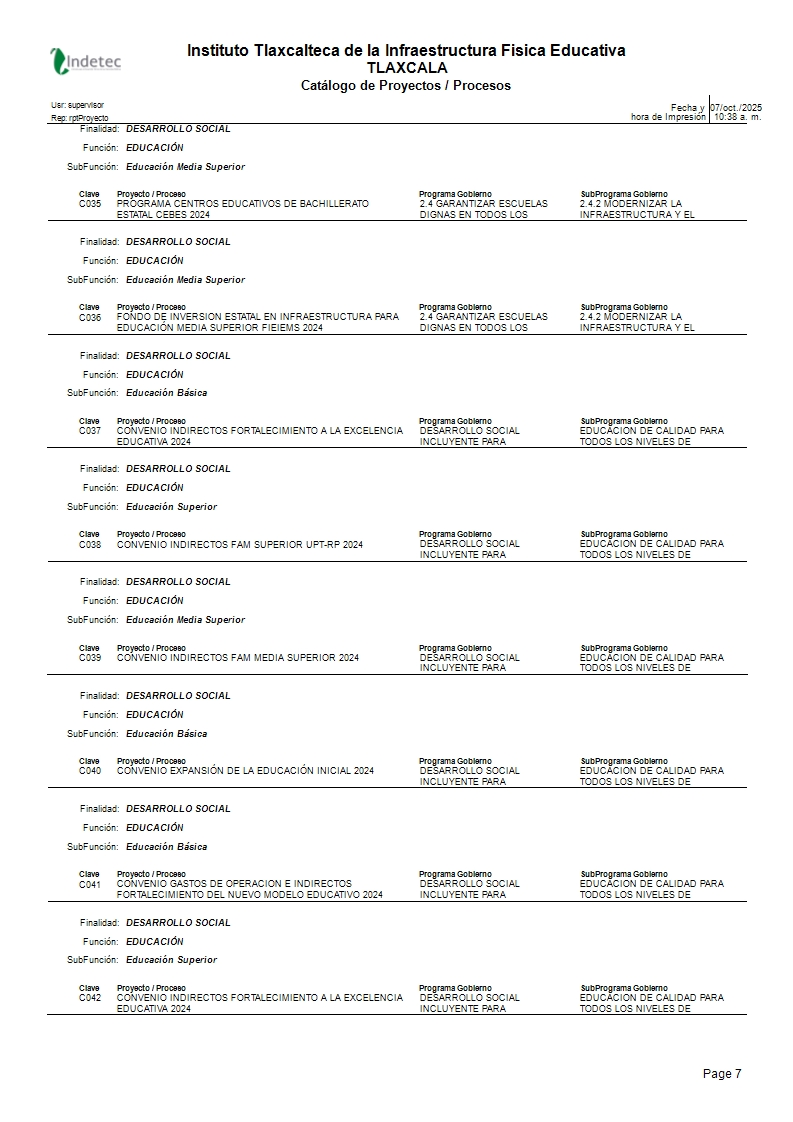 Indetec
Instituto Tlaxcalteca de la Infraestructura Fisica Educativa
TLAXCALA
Catálogo de Proyectos / Procesos
Usr: supervisor
Rep: rptProyecto
Fecha y 07/oct./2025
hora de Impresión 10:38 a. m.
Finalidad: DESARROLLO SOCIAL
Función: EDUCACIÓN
SubFunción: Educación Media Superior
Clave Proyecto / Proceso Programa Gobierno SubPrograma Gobierno
C035 PROGRAMA CENTROS EDUCATIVOS DE BACHILLERATO 2.4 GARANTIZAR ESCUELAS 2.4.2 MODERNIZAR LA
ESTATAL CEBES 2024 DIGNAS EN TODOS LOS INFRAESTRUCTURA Y EL
Finalidad: DESARROLLO SOCIAL
Función: EDUCACIÓN
SubFunción: Educación Media Superior
Clave Proyecto / Proceso Programa Gobierno SubPrograma Gobierno
C036 FONDO DE INVERSION ESTATAL EN INFRAESTRUCTURA PARA 2.4 GARANTIZAR ESCUELAS 2.4.2 MODERNIZAR LA
EDUCACIÓN MEDIA SUPERIOR FIEIEMS 2024 DIGNAS EN TODOS LOS INFRAESTRUCTURA Y EL
Finalidad: DESARROLLO SOCIAL
Función: EDUCACIÓN
SubFunción: Educación Básica
Clave Proyecto / Proceso Programa Gobierno SubPrograma Gobierno
C037 CONVENIO INDIRECTOS FORTALECIMIENTO A LA EXCELENCIA DESARROLLO SOCIAL EDUCACION DE CALIDAD PARA
EDUCATIVA 2024 INCLUYENTE PARA TODOS LOS NIVELES DE
Finalidad: DESARROLLO SOCIAL
Función: EDUCACIÓN
SubFunción: Educación Superior
Clave Proyecto / Proceso Programa Gobierno SubPrograma Gobierno
C038 CONVENIO INDIRECTOS FAM SUPERIOR UPT-RP 2024 DESARROLLO SOCIAL EDUCACION DE CALIDAD PARA
INCLUYENTE PARA TODOS LOS NIVELES DE
Finalidad: DESARROLLO SOCIAL
Función: EDUCACIÓN
SubFunción: Educación Media Superior
Clave Proyecto / Proceso Programa Gobierno SubPrograma Gobierno
C039 CONVENIO INDIRECTOS FAM MEDIA SUPERIOR 2024 DESARROLLO SOCIAL EDUCACION DE CALIDAD PARA
INCLUYENTE PARA TODOS LOS NIVELES DE
Finalidad: DESARROLLO SOCIAL
Función: EDUCACIÓN
SubFunción: Educación Básica
Clave Proyecto / Proceso Programa Gobierno SubPrograma Gobierno
C040 CONVENIO EXPANSIÓN DE LA EDUCACIÓN INICIAL 2024 DESARROLLO SOCIAL EDUCACION DE CALIDAD PARA
INCLUYENTE PARA TODOS LOS NIVELES DE
Finalidad: DESARROLLO SOCIAL
Función: EDUCACIÓN
SubFunción: Educación Básica
Clave Proyecto / Proceso Programa Gobierno SubPrograma Gobierno
C041 CONVENIO GASTOS DE OPERACION E INDIRECTOS DESARROLLO SOCIAL EDUCACION DE CALIDAD PARA
FORTALECIMIENTO DEL NUEVO MODELO EDUCATIVO 2024 INCLUYENTE PARA TODOS LOS NIVELES DE
Finalidad: DESARROLLO SOCIAL
Función: EDUCACIÓN
SubFunción: Educación Superior
Clave Proyecto / Proceso Programa Gobierno SubPrograma Gobierno
C042 CONVENIO INDIRECTOS FORTALECIMIENTO A LA EXCELENCIA DESARROLLO SOCIAL EDUCACION DE CALIDAD PARA
EDUCATIVA 2024 INCLUYENTE PARA TODOS LOS NIVELES DE
Page 7